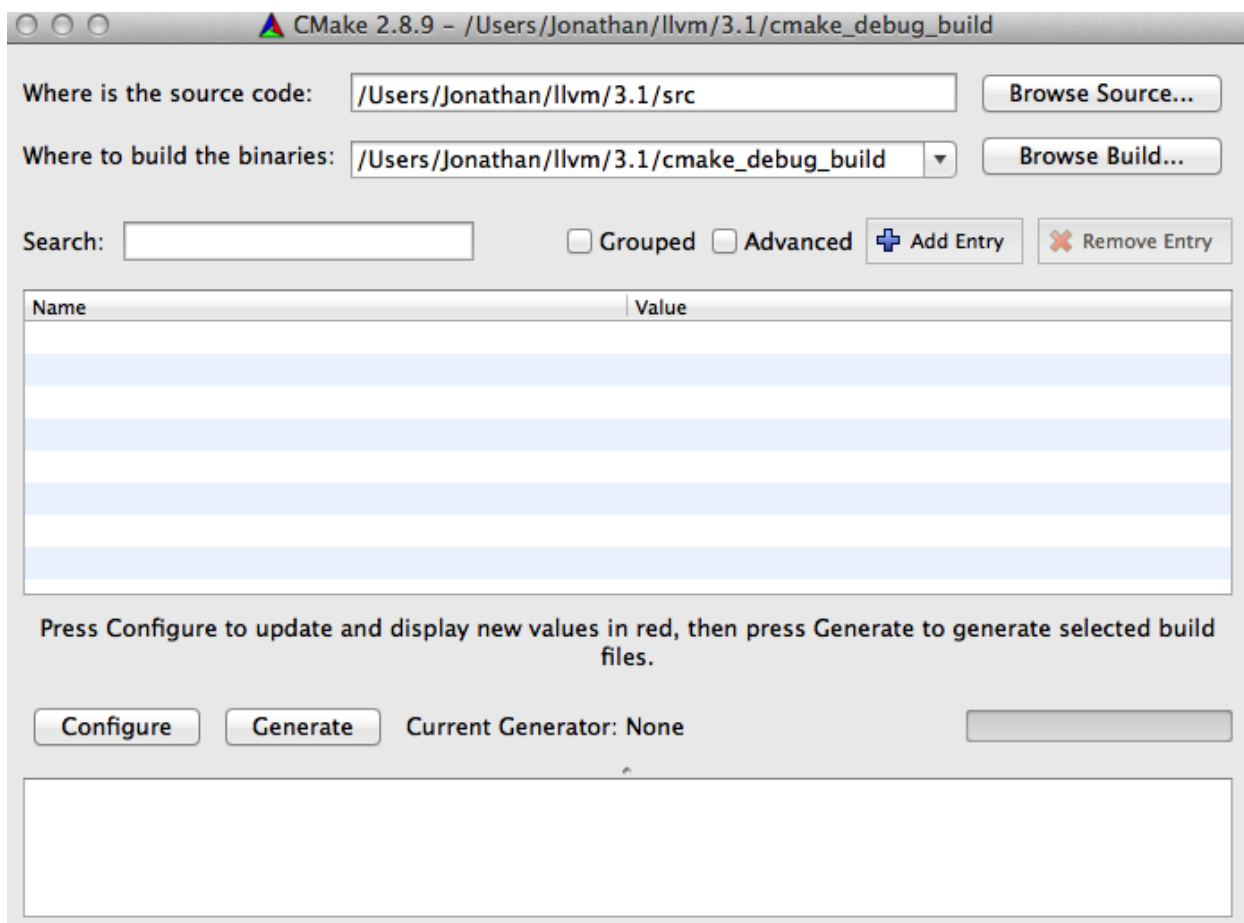 CMake 2.8.9 - /Users/Jonathan/llvm/3.1/cmake_debug_build
Where is the source code: /Users/Jonathan/llvm/3.1/src Browse Source...
Where to build the binaries: /Users/Jonathan/llvm/3.1/cmake_debug_build Browse Build...
Search: Grouped Advanced Add Entry Remove Entry
Name Value
Press Configure to update and display new values in red, then press Generate to generate selected build
files.
Configure Generate Current Generator: None